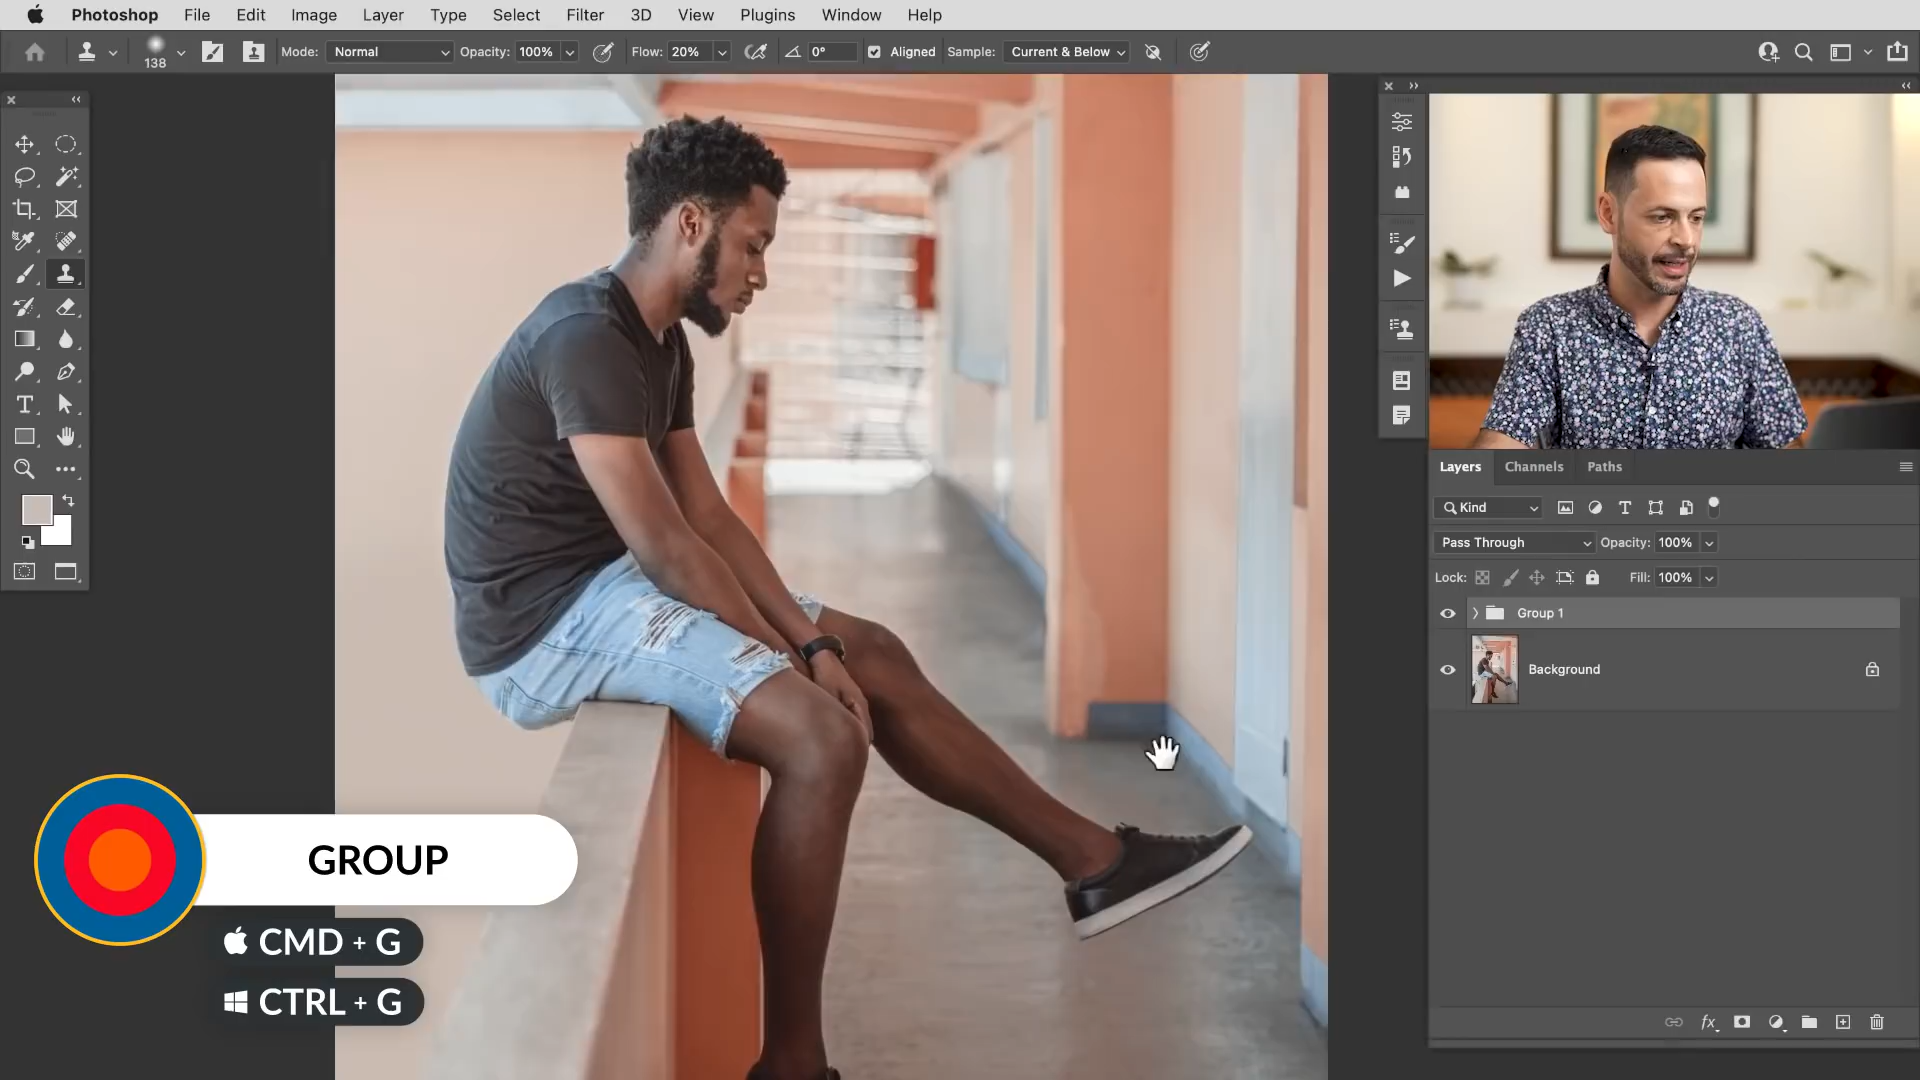 Photoshop File Edit Image Layer Type Select Filter 3D View Plugins Window Help
138 Mode: Normal Opacity: 100% Flow: 20% 0° Aligned Sample: Current & Below
Layers Channels Paths
Kind
Pass Through Opacity: 100%
Lock: Fill: 100%
Group 1
Background
GROUP
CMD + G
CTRL + G